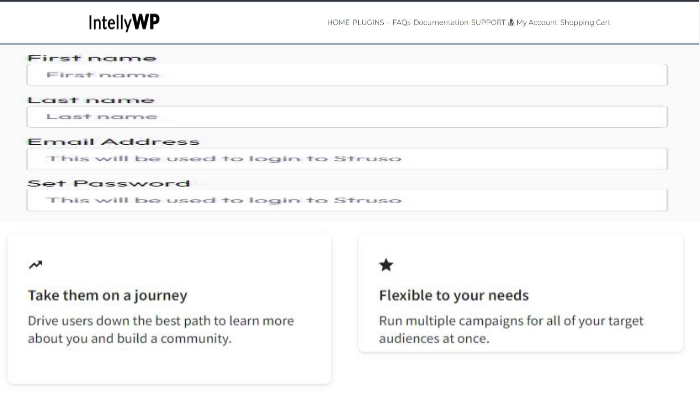 IntellyWP
HOME PLUGINS - FAQs Documentation SUPPORT My Account Shopping Cart
First name
First name
Last name
Last name
Email Address
This will be used to login to Struso
Set Password
This will be used to login to Struso
Take them on a journey
Drive users down the best path to learn more
about you and build a community.
Flexible to your needs
Run multiple campaigns for all of your target
audiences at once.